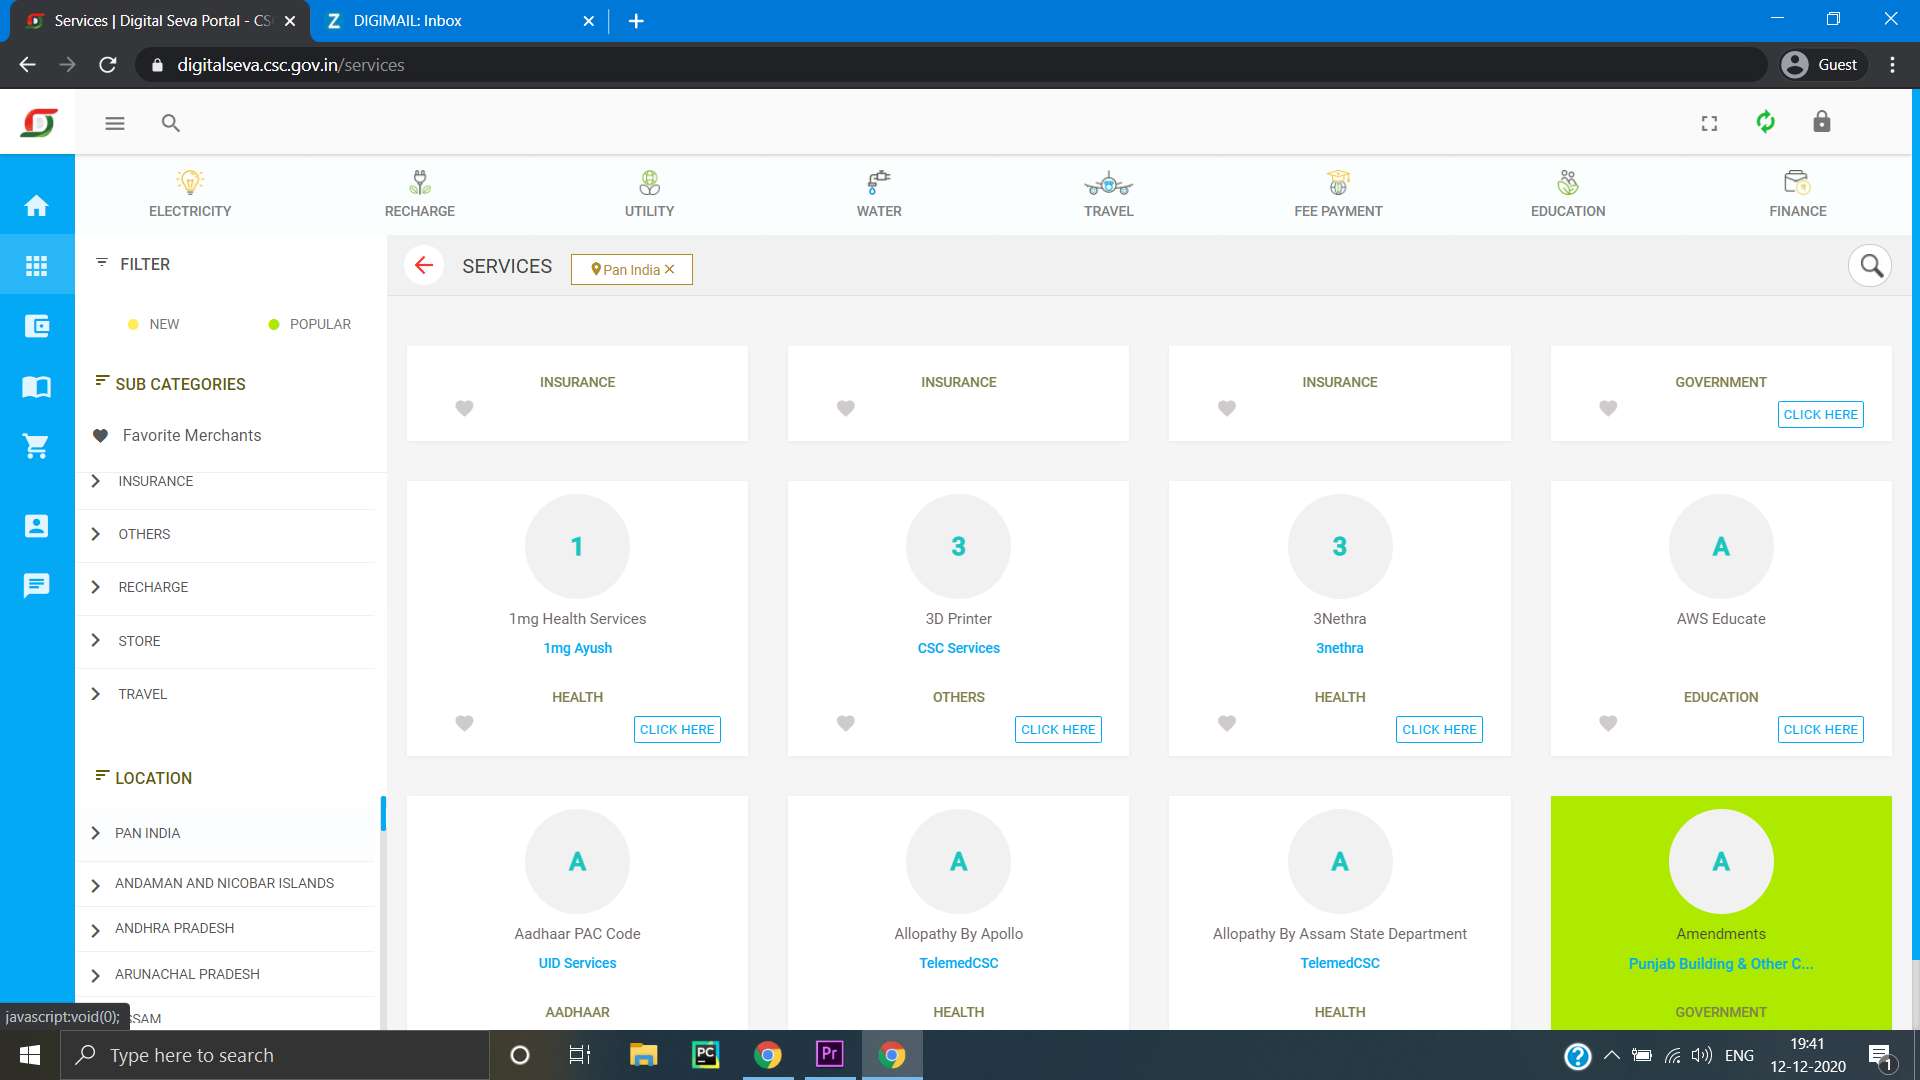 Services | Digital Seva Portal - CS
DIGIMAIL: Inbox
digitalseva.csc.gov.in/services
Guest
ELECTRICITY
RECHARGE
UTILITY
WATER
TRAVEL
FEE PAYMENT
EDUCATION
FINANCE
FILTER
NEW
POPULAR
SUB CATEGORIES
Favorite Merchants
INSURANCE
OTHERS
RECHARGE
STORE
TRAVEL
LOCATION
PAN INDIA
ANDAMAN AND NICOBAR ISLANDS
ANDHRA PRADESH
ARUNACHAL PRADESH
SSAM
javascript:void(0);
SERVICES
Pan India
INSURANCE
INSURANCE
INSURANCE
GOVERNMENT
CLICK HERE
1
1mg Health Services
1mg Ayush
HEALTH
CLICK HERE
3
3D Printer
CSC Services
OTHERS
CLICK HERE
3
3Nethra
3nethra
HEALTH
CLICK HERE
A
AWS Educate
EDUCATION
CLICK HERE
A
Aadhaar PAC Code
UID Services
AADHAAR
A
Allopathy By Apollo
TelemedCSC
HEALTH
A
Allopathy By Assam State Department
TelemedCSC
HEALTH
A
Amendments
Punjab Building & Other C...
GOVERNMENT
Type here to search
PC
Pr
ENG
19:41
12-12-2020
1